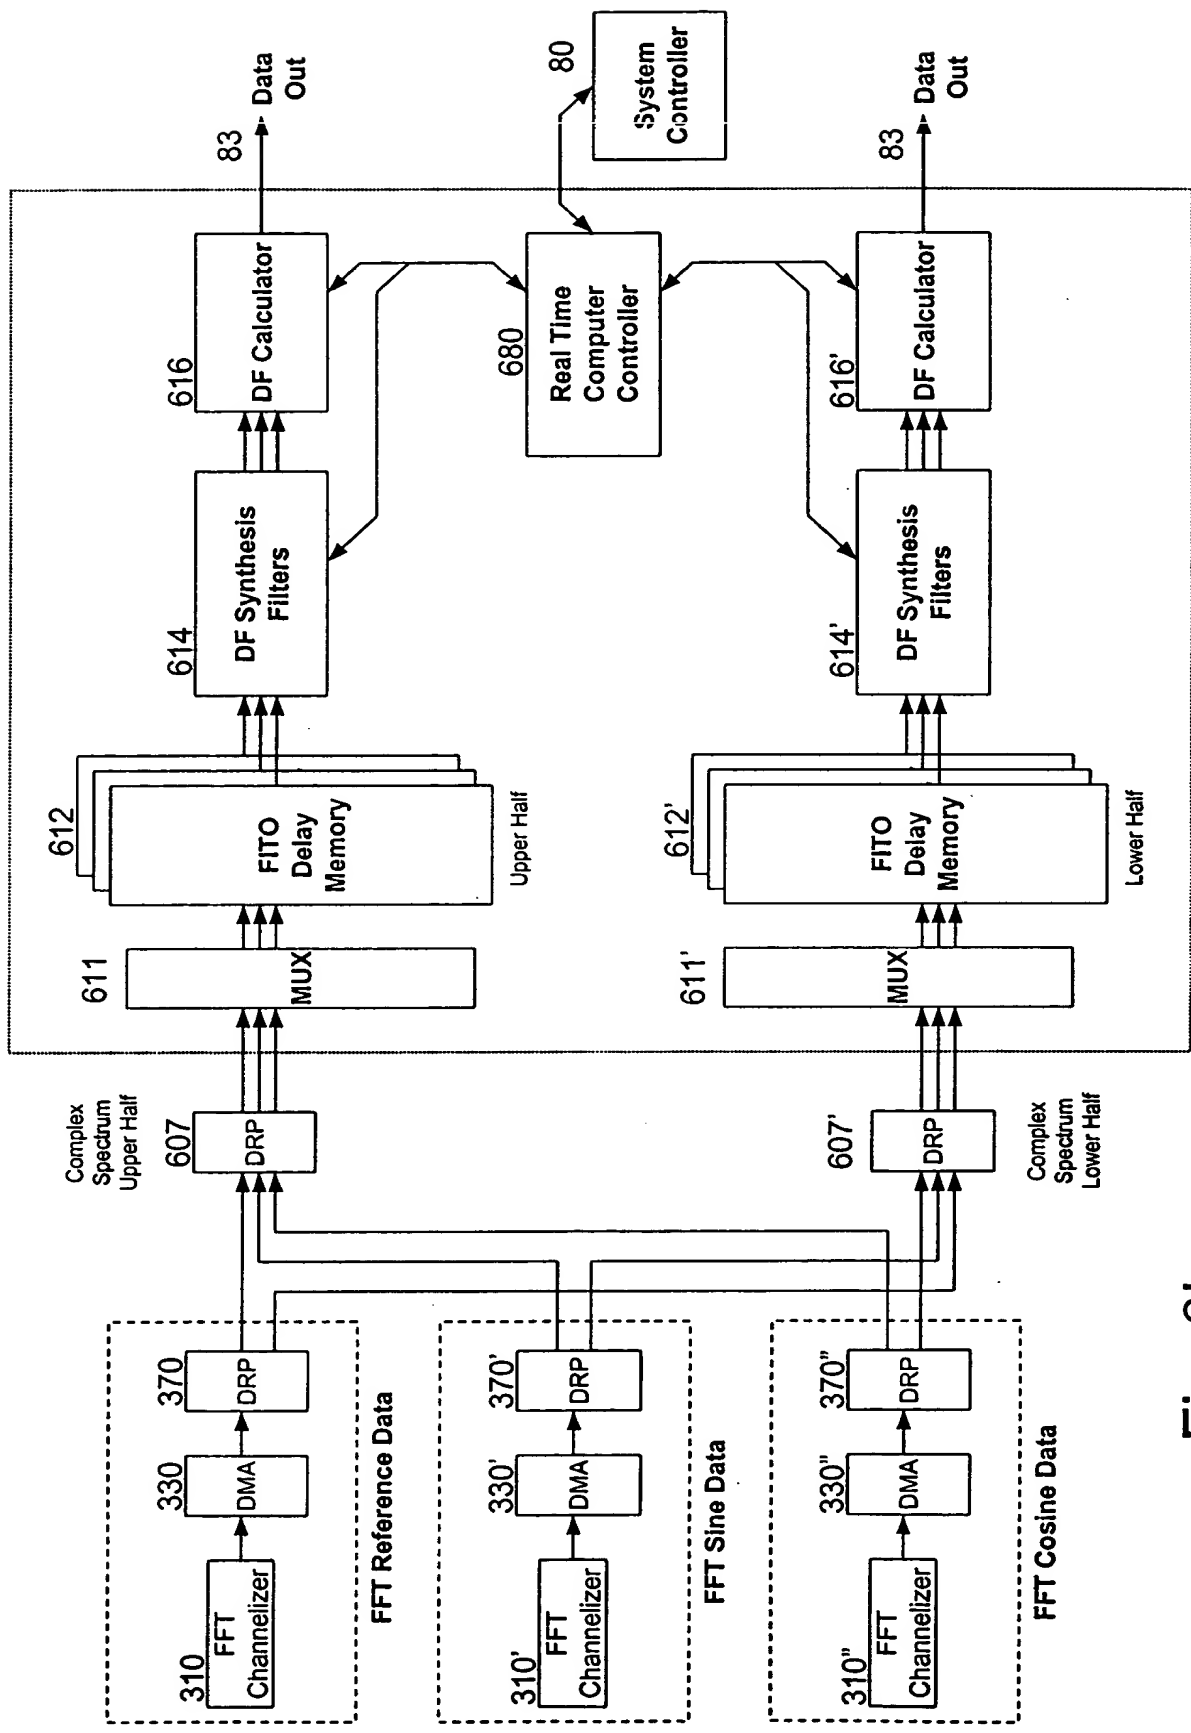 310
FFT
Channelizer
330
DMA
370
DRP
FFT Reference Data
310'
FFT
Channelizer
330'
DMA
370'
DRP
FFT Sine Data
310"
FFT
Channelizer
330"
DMA
370"
DRP
FFT Cosine Data
Complex
Spectrum
Upper Half
607
DRP
607'
DRP
Complex
Spectrum
Lower Half
611
MUX
612
FITO
Delay
Memory
Upper Half
614
DF Synthesis
Filters
616
DF Calculator
83
Data
Out
680
Real Time
Computer
Controller
80
System
Controller
611'
MUX
612'
FITO
Delay
Memory
Lower Half
614'
DF Synthesis
Filters
616'
DF Calculator
83
Data
Out